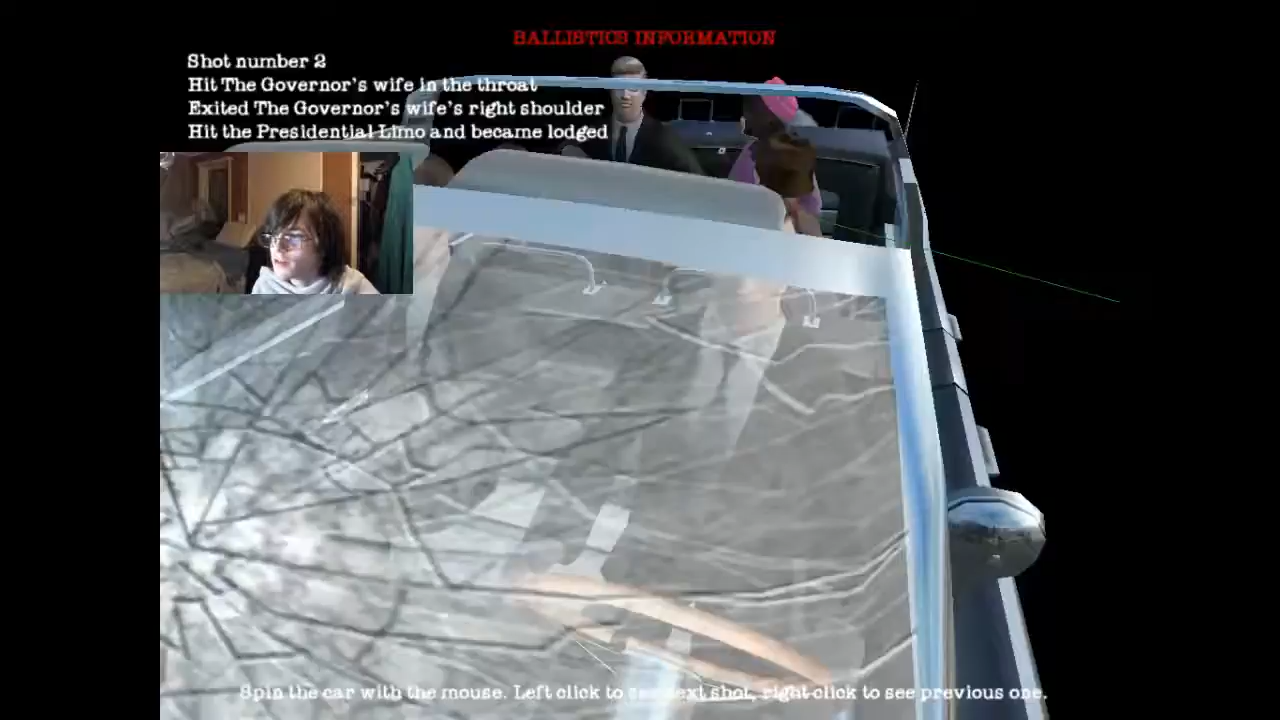 BALLISTICS INFORMATION
Shot number 2
Hit The Governor's wife in the throat
Exited The Governor's wife's right shoulder
Hit the Presidential Limo and became lodged
Spin the car with the mouse. Left click to see next shot, right click to see previous one.